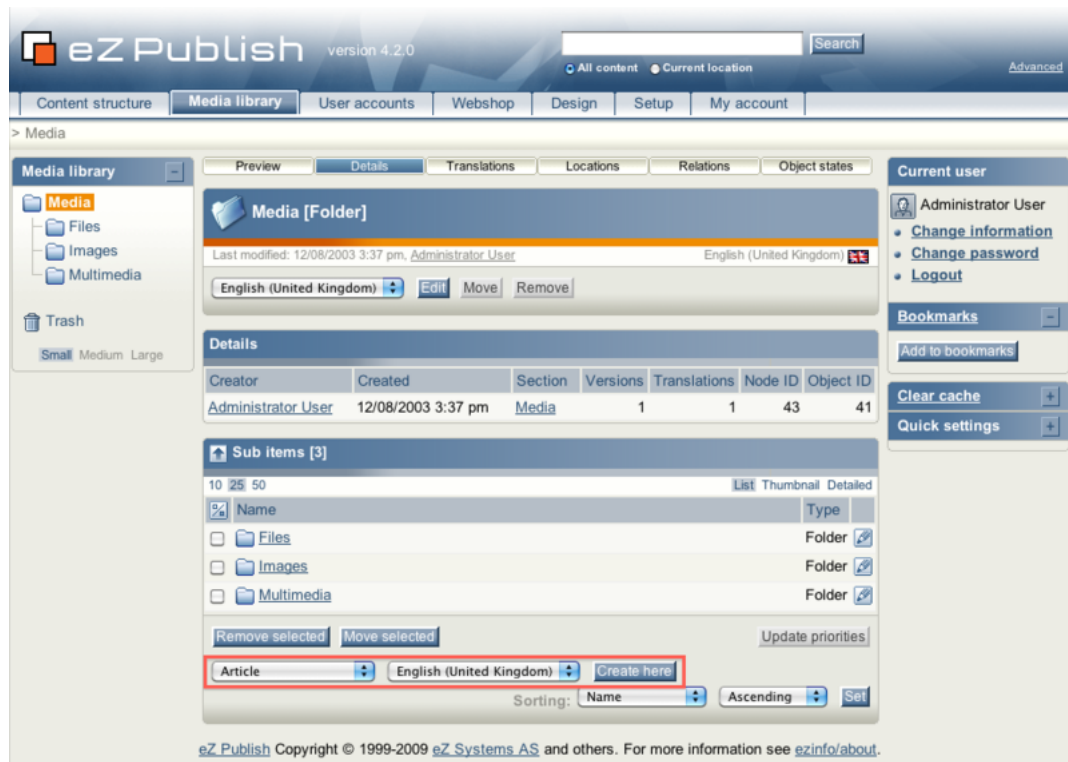 eZ Publish version 4.2.0
Search
All content Current location
Advanced
Content structure Media library User accounts Webshop Design Setup My account
> Media
Media library -
Media
Files
Images
Multimedia
Trash
Small Medium Large
Preview Details Translations Locations Relations Object states
Media [Folder]
Last modified: 12/08/2003 3:37 pm, Administrator User English (United Kingdom)
English (United Kingdom) Edit Move Remove
Details
Creator Created Section Versions Translations Node ID Object ID
Administrator User 12/08/2003 3:37 pm Media 1 1 43 41
Sub items [3]
10 25 50 List Thumbnail Detailed
Name Type
Files Folder
Images Folder
Multimedia Folder
Remove selected Move selected Update priorities
Article English (United Kingdom) Create here
Sorting: Name Ascending Set
Current user
Administrator User
Change information
Change password
Logout
Bookmarks -
Add to bookmarks
Clear cache +
Quick settings +
eZ Publish Copyright © 1999-2009 eZ Systems AS and others. For more information see ezinfo/about.